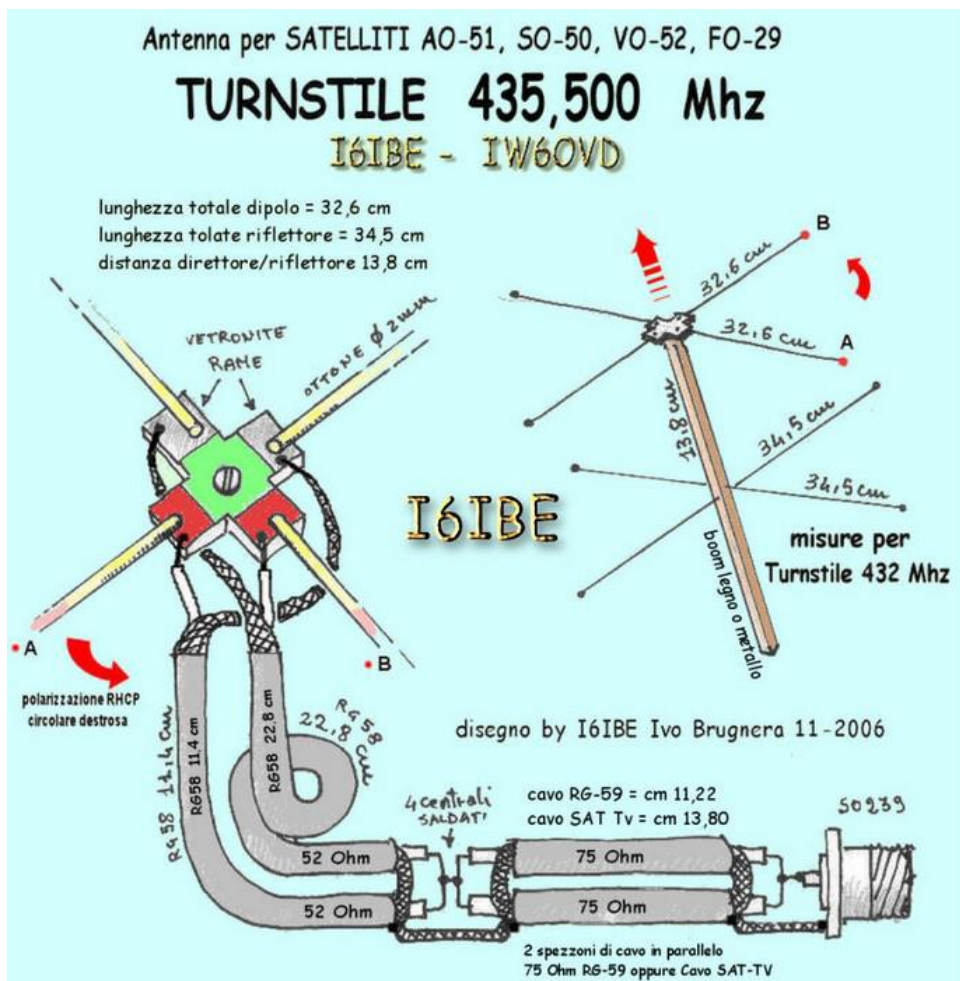 Antenna per SATELLITI AO-51, SO-50, VO-52, FO-29
TURNSTILE 435,500 Mhz
I6IBE - IW6OVD
lunghezza totale dipolo = 32,6 cm
lunghezza tolate riflettore = 34,5 cm
distanza direttore/riflettore 13,8 cm
VETRONITE
RAME
OTTONE Ø 2mm
B
32,6 cm
32,6 cm
A
13,8 cm
34,5 cm
34,5 cm
boom legno o metallo
misure per
Turnstile 432 Mhz
I6IBE
A
B
polarizzazione RHCP
circolare destrosa
RG58 11,4 cm
RG58 11,4 cm
RG58 22,8 cm
RG58
22,8 cm
disegno by I6IBE Ivo Brugnera 11-2006
4 centrali
SALDATI
cavo RG-59 = cm 11,22
cavo SAT Tv = cm 13,80
SO239
52 Ohm
75 Ohm
52 Ohm
75 Ohm
2 spezzoni di cavo in parallelo
75 Ohm RG-59 oppure Cavo SAT-TV